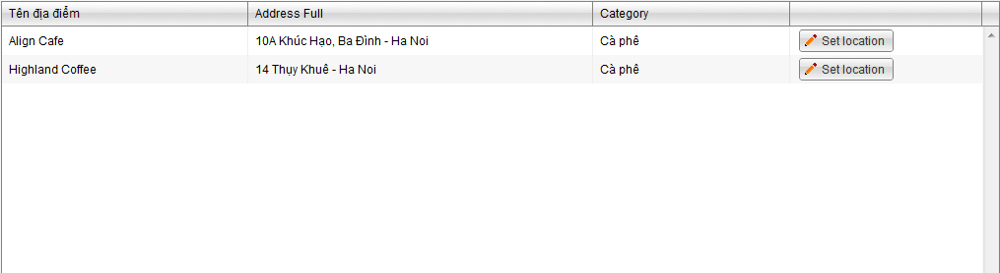 Tên địa điểm Address Full Category
Align Cafe 10A Khúc Hạo, Ba Đình - Ha Noi Cà phê Set location
Highland Coffee 14 Thụy Khuê - Ha Noi Cà phê Set location